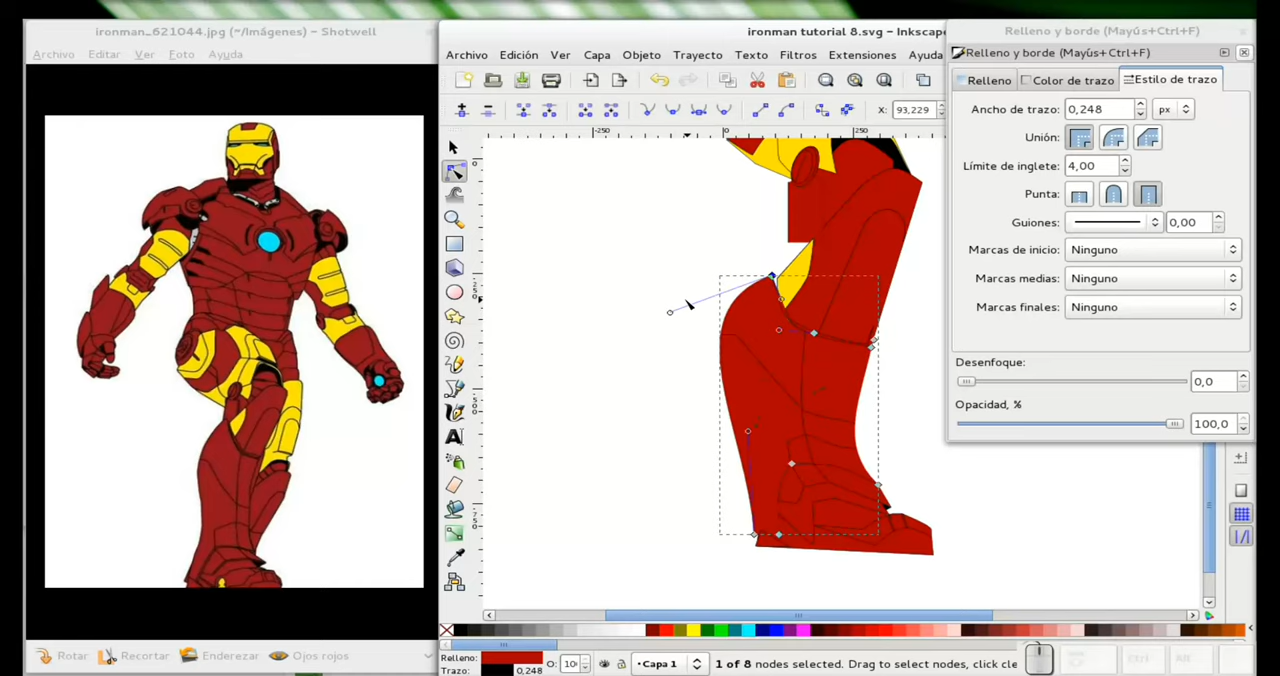 ironman_621044.jpg (~/Imágenes) - Shotwell
Archivo Editar Ver Foto Ayuda
Rotar Recortar Enderezar Ojos rojos
ironman tutorial 8.svg - Inksca
Archivo Edición Ver Capa Objeto Trayecto Texto Filtros Extensiones Ayuda
X: 93,229
-250 0 250
Relleno:
Trazo: 0,248
O:
•Capa 1
1 of 8 nodes selected. Drag to select nodes, click cle
Relleno y borde (Mayús+Ctrl+F)
Relleno y borde (Mayús+Ctrl+F)
Relleno Color de trazo Estilo de trazo
Ancho de trazo: 0,248 px
Unión:
Límite de inglete: 4,00
Punta:
Guiones: 0,00
Marcas de inicio: Ninguno
Marcas medias: Ninguno
Marcas finales: Ninguno
Desenfoque:
0,0
Opacidad, %
100,0